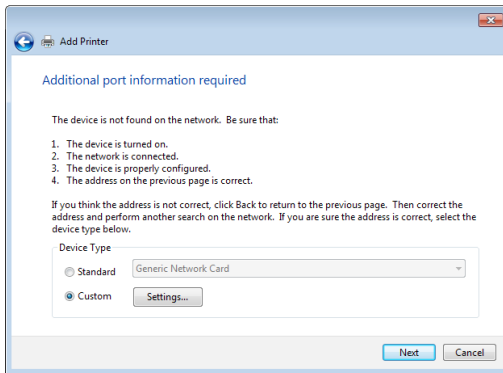 Add Printer
Additional port information required
The device is not found on the network.  Be sure that:
1.  The device is turned on.
2.  The network is connected.
3.  The device is properly configured.
4.  The address on the previous page is correct.
If you think the address is not correct, click Back to return to the previous page.  Then correct the
address and perform another search on the network.  If you are sure the address is correct, select the
device type below.
Device Type
Standard
Generic Network Card
Custom
Settings...
Next
Cancel